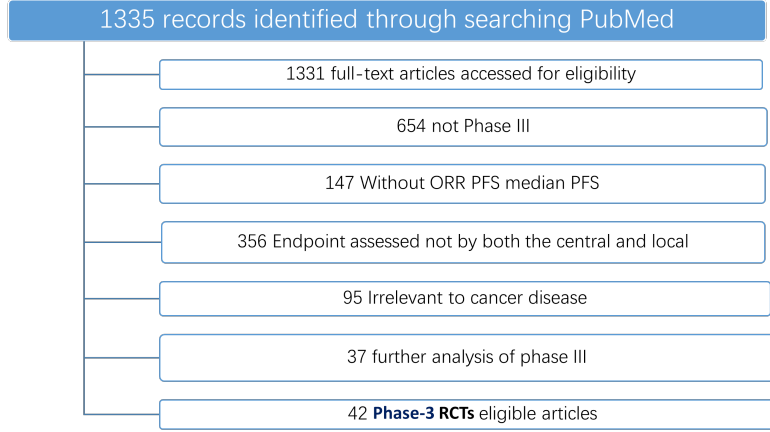 1335 records identified through searching PubMed
1331 full-text articles accessed for eligibility
654 not Phase III
147 Without ORR PFS median PFS
356 Endpoint assessed not by both the central and local
95 Irrelevant to cancer disease
37 further analysis of phase III
42 Phase-3 RCTs eligible articles